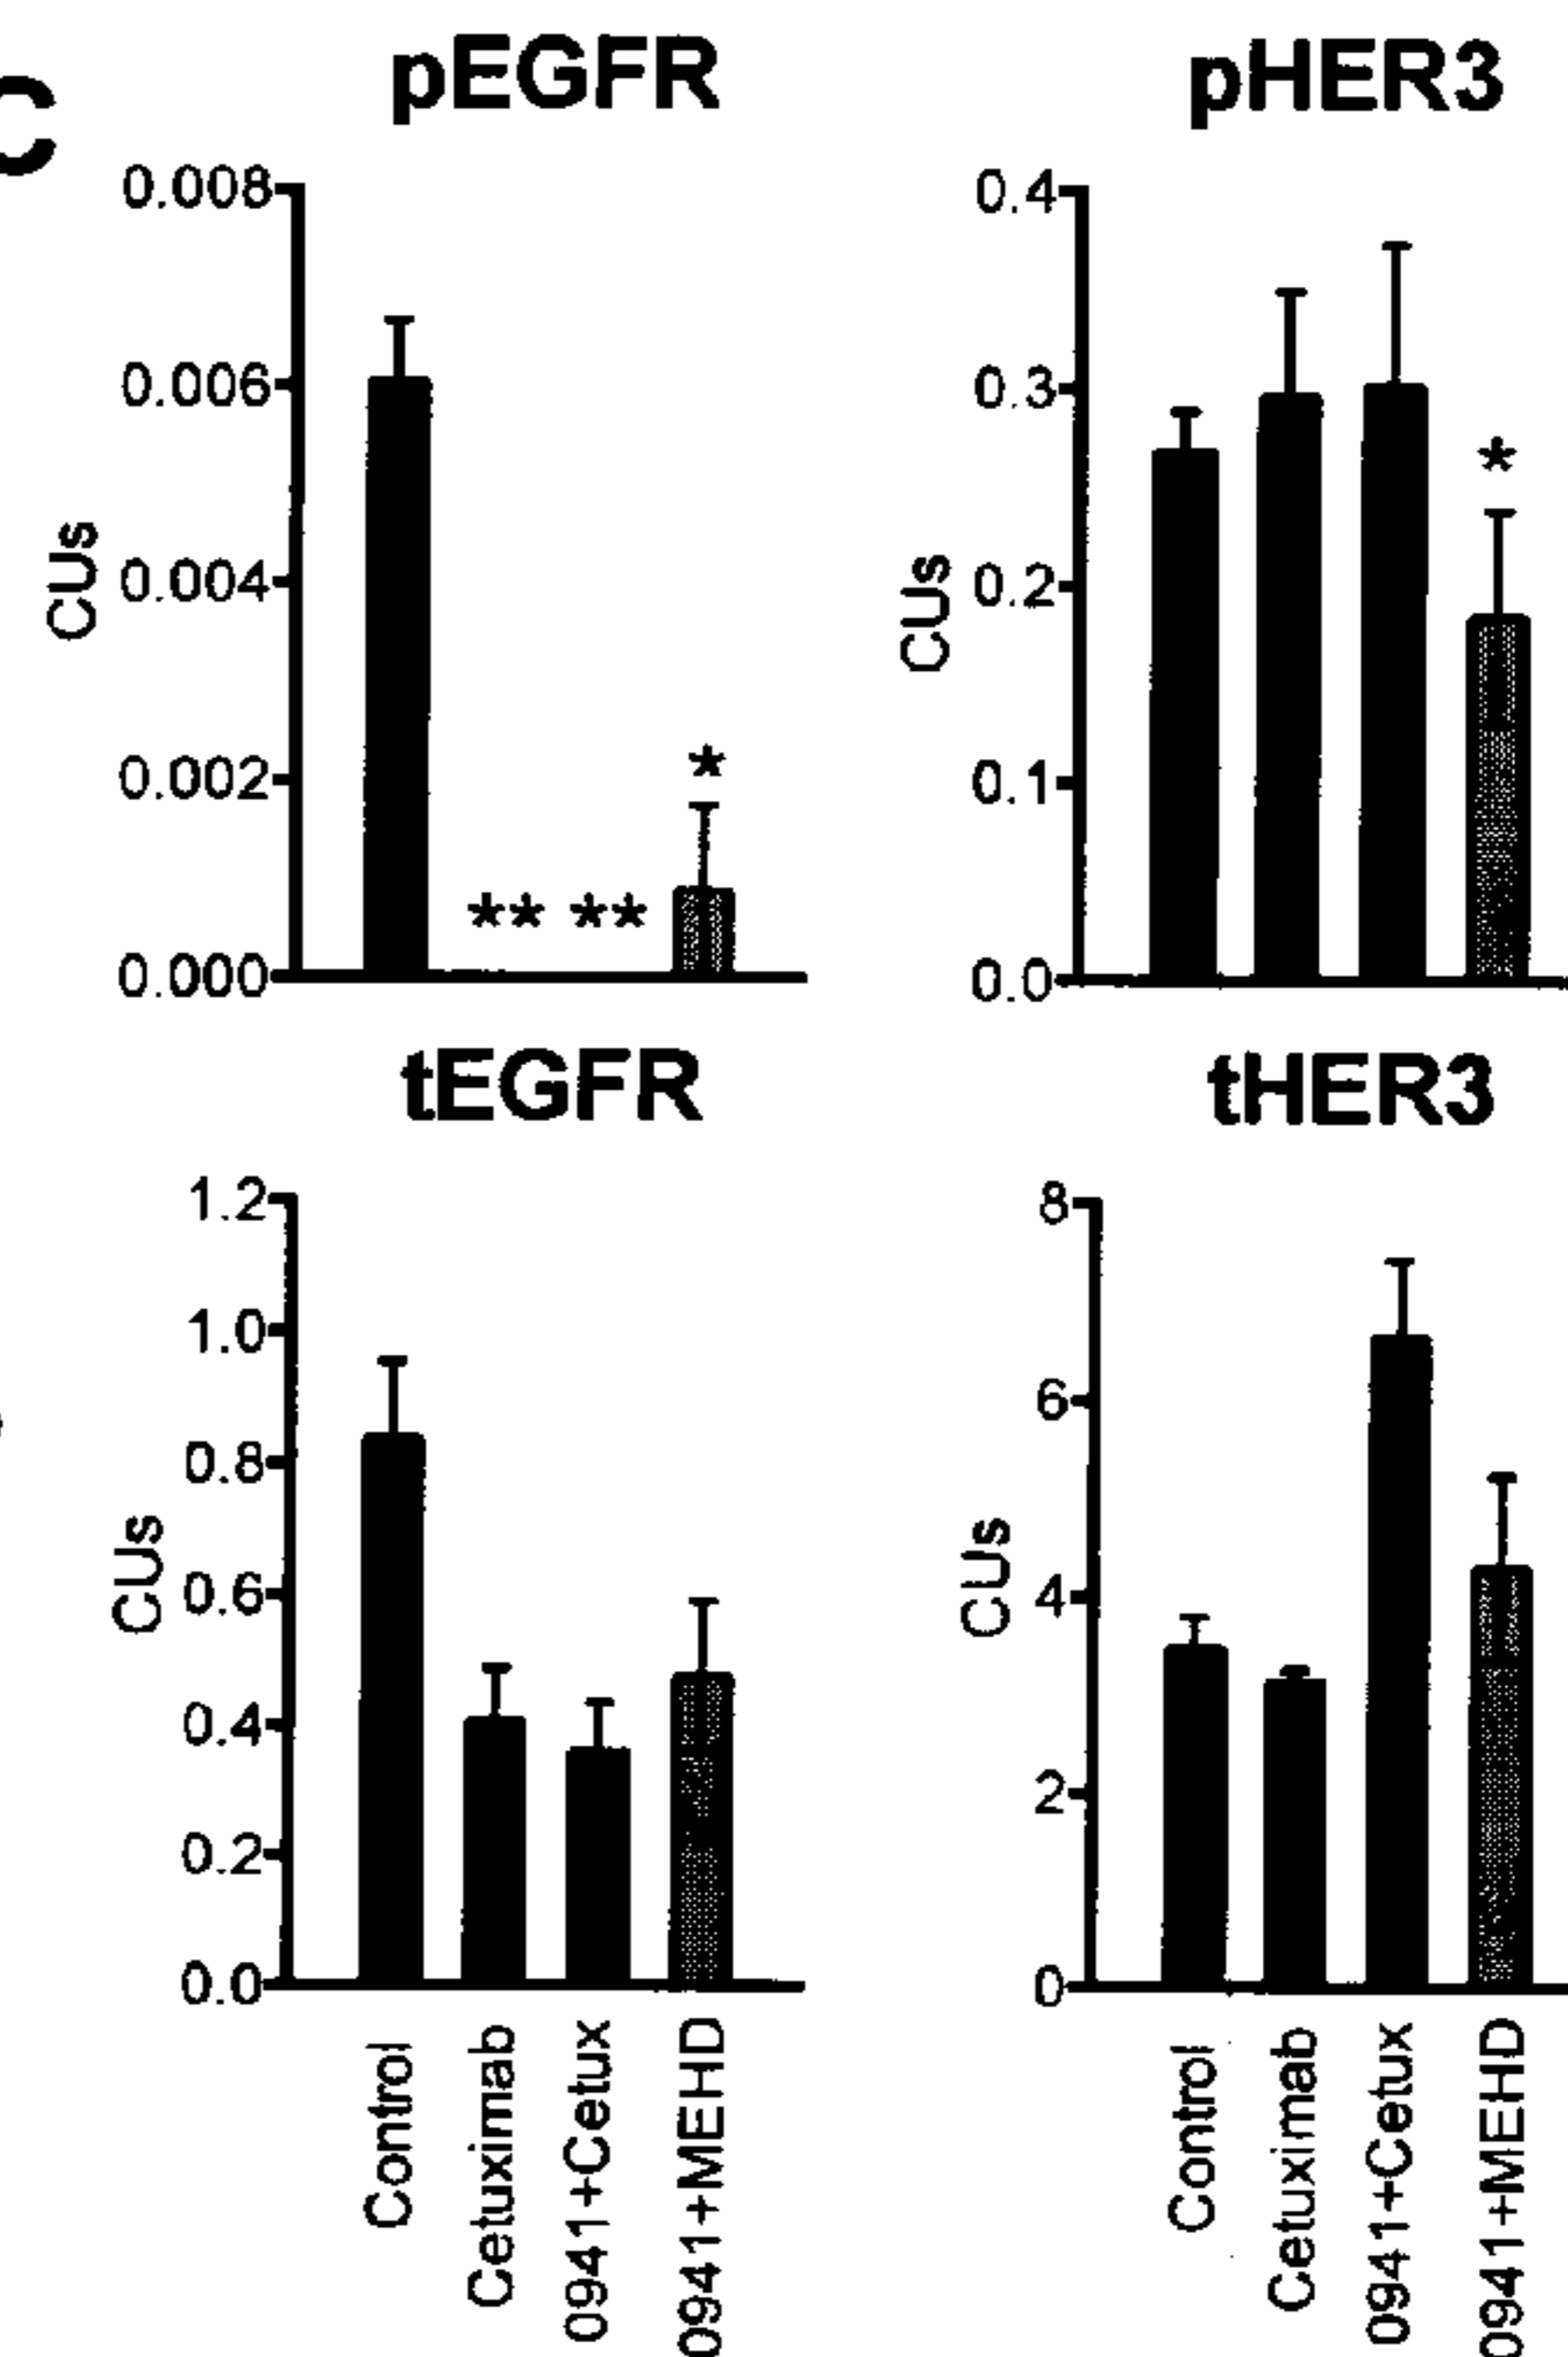 C
pEGFR
0.008
0.006
0.004
0.002
0.000
CUs
** **
*
pHER3
0.4
0.3
0.2
0.1
0.0
CUs
*
tEGFR
1.2
1.0
0.8
0.6
0.4
0.2
0.0
CUs
Control
Cetuximab
0941+Cetux
0941+MEHD
tHER3
8
6
4
2
0
CUs
Control
Cetuximab
0941+Cetux
0941+MEHD